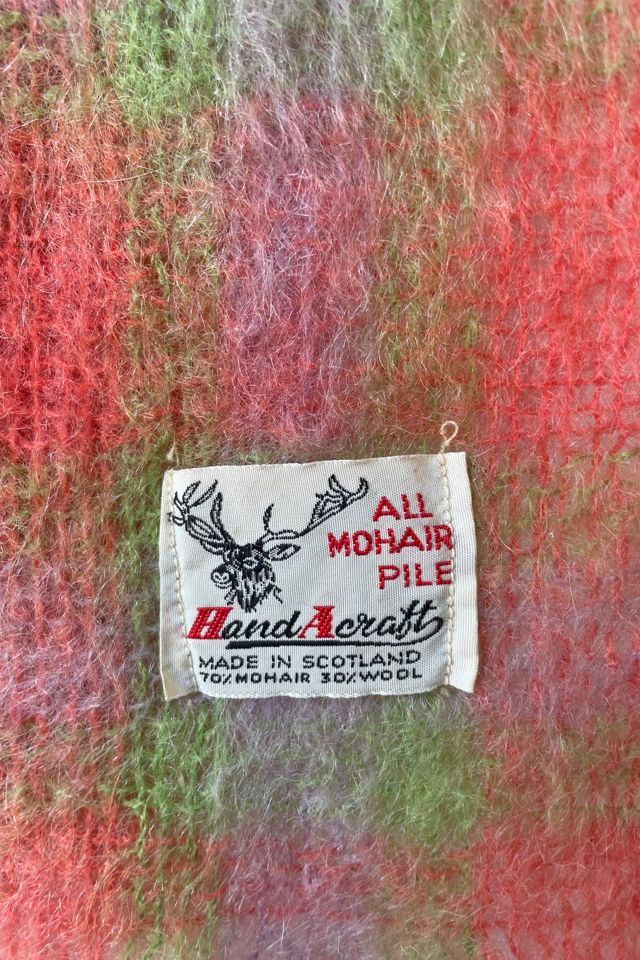 ALL
MOHAIR
PILE
HandAcraft
MADE IN SCOTLAND
70% MOHAIR 30% WOOL